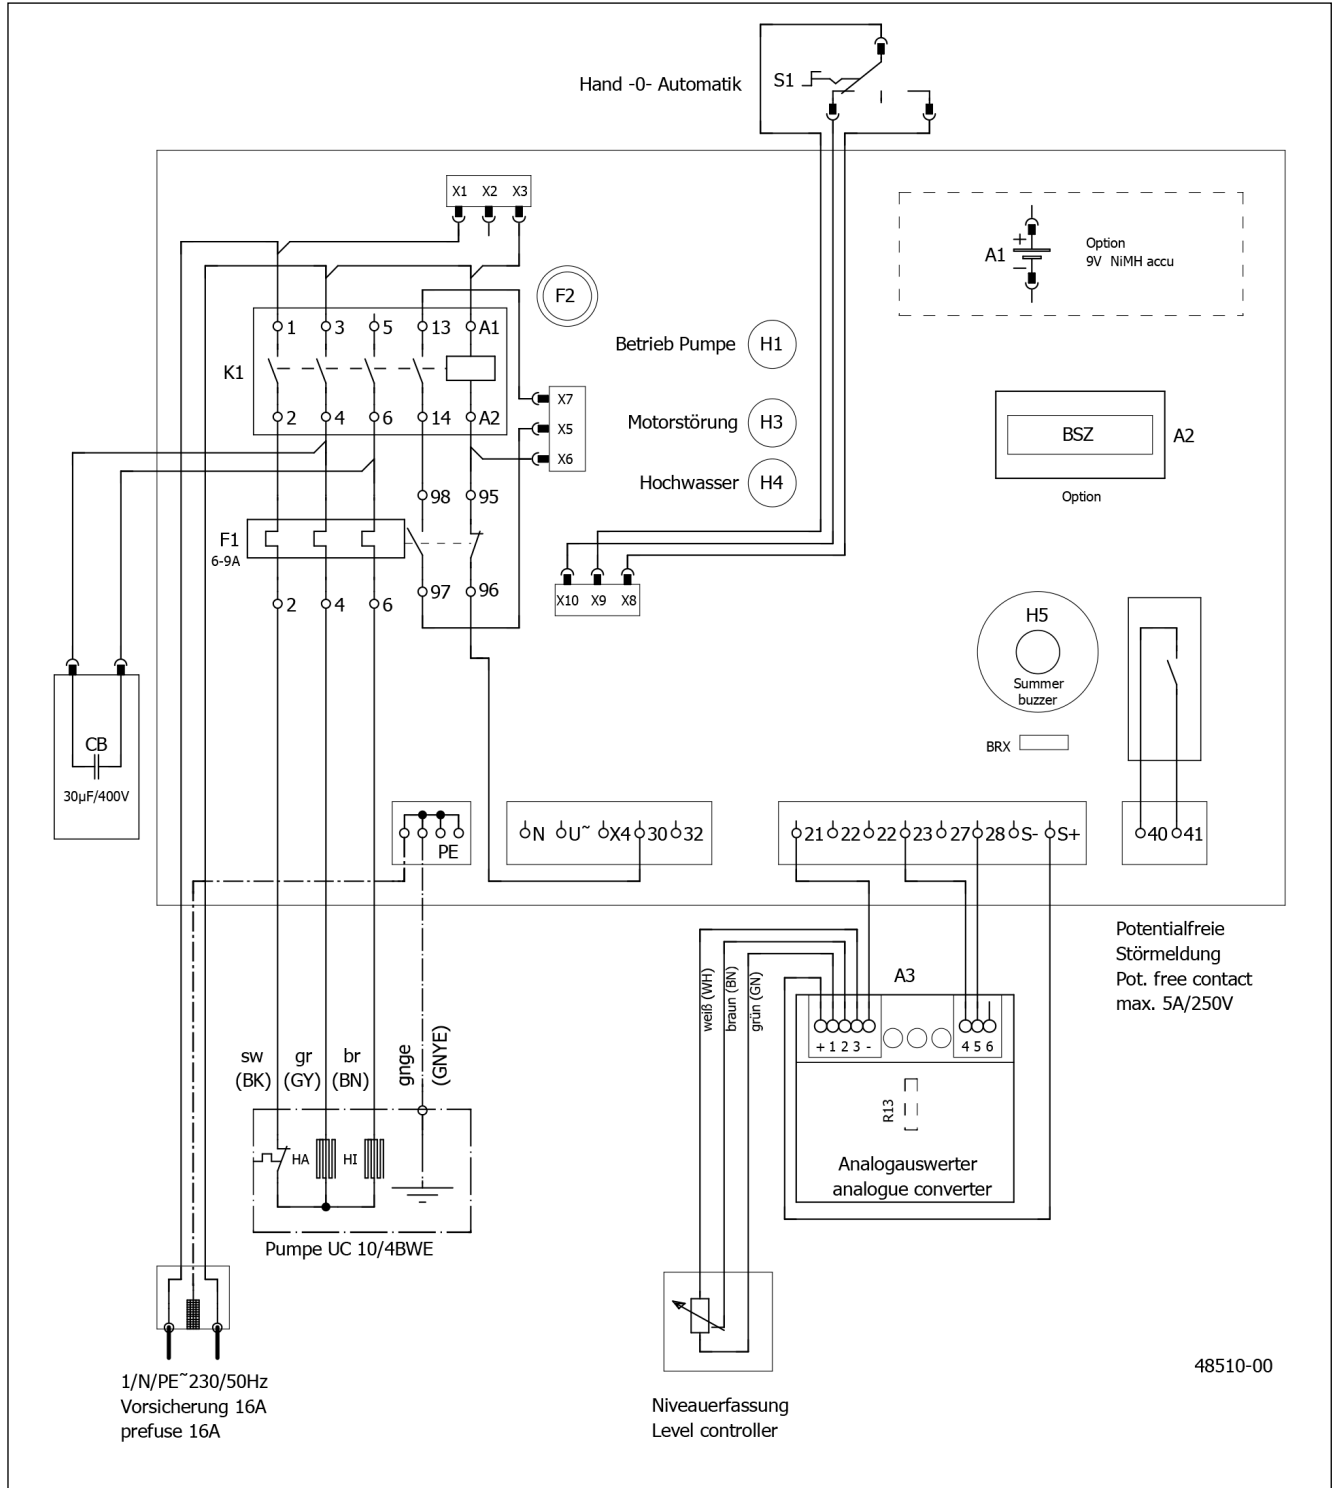 Hand -0- Automatik
S1
X1 X2 X3
A1
+
−
Option
9V NiMH accu
F2
1 3 5 13 A1
K1
2 4 6 14 A2
Betrieb Pumpe H1
X7
X5
X6
Motorstörung H3
Hochwasser H4
BSZ
A2
Option
98 95
F1
6-9A
97 96
2 4 6
X10 X9 X8
H5
Summer
buzzer
BRX
CB
30µF/400V
PE
N U~ X4 30 32
21 22 22 23 27 28 S- S+
40 41
Potentialfreie
Störmeldung
Pot. free contact
max. 5A/250V
weiß (WH)
braun (BN)
grün (GN)
A3
+ 1 2 3 -
4 5 6
R13
Analogauswerter
analogue converter
sw
(BK)
gr
(GY)
br
(BN)
gnge
(GNYE)
HA
HI
Pumpe UC 10/4BWE
1/N/PE~230/50Hz
Vorsicherung 16A
prefuse 16A
Niveauerfassung
Level controller
48510-00